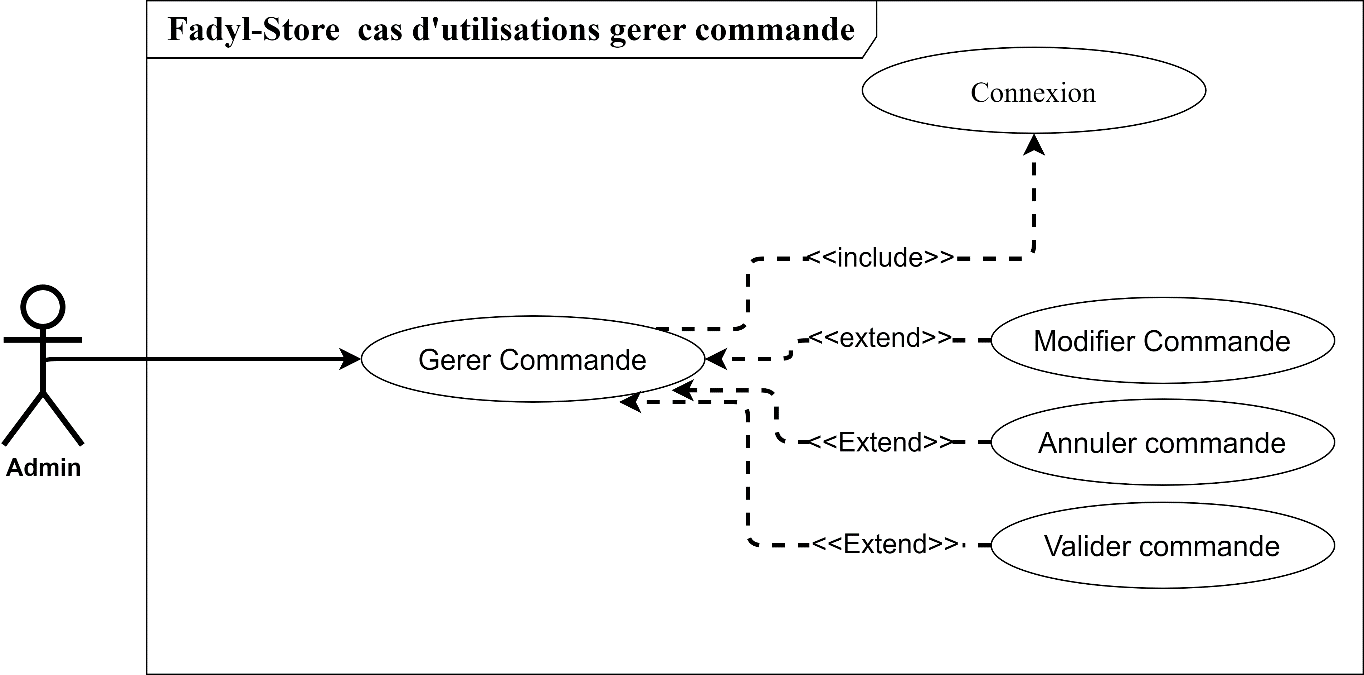 Fadyl-Store  cas d'utilisations gerer commande
Connexion
<<include>>
<<extend>>
Modifier Commande
Gerer Commande
<<Extend>>
Annuler commande
Admin
<<Extend>>
Valider commande